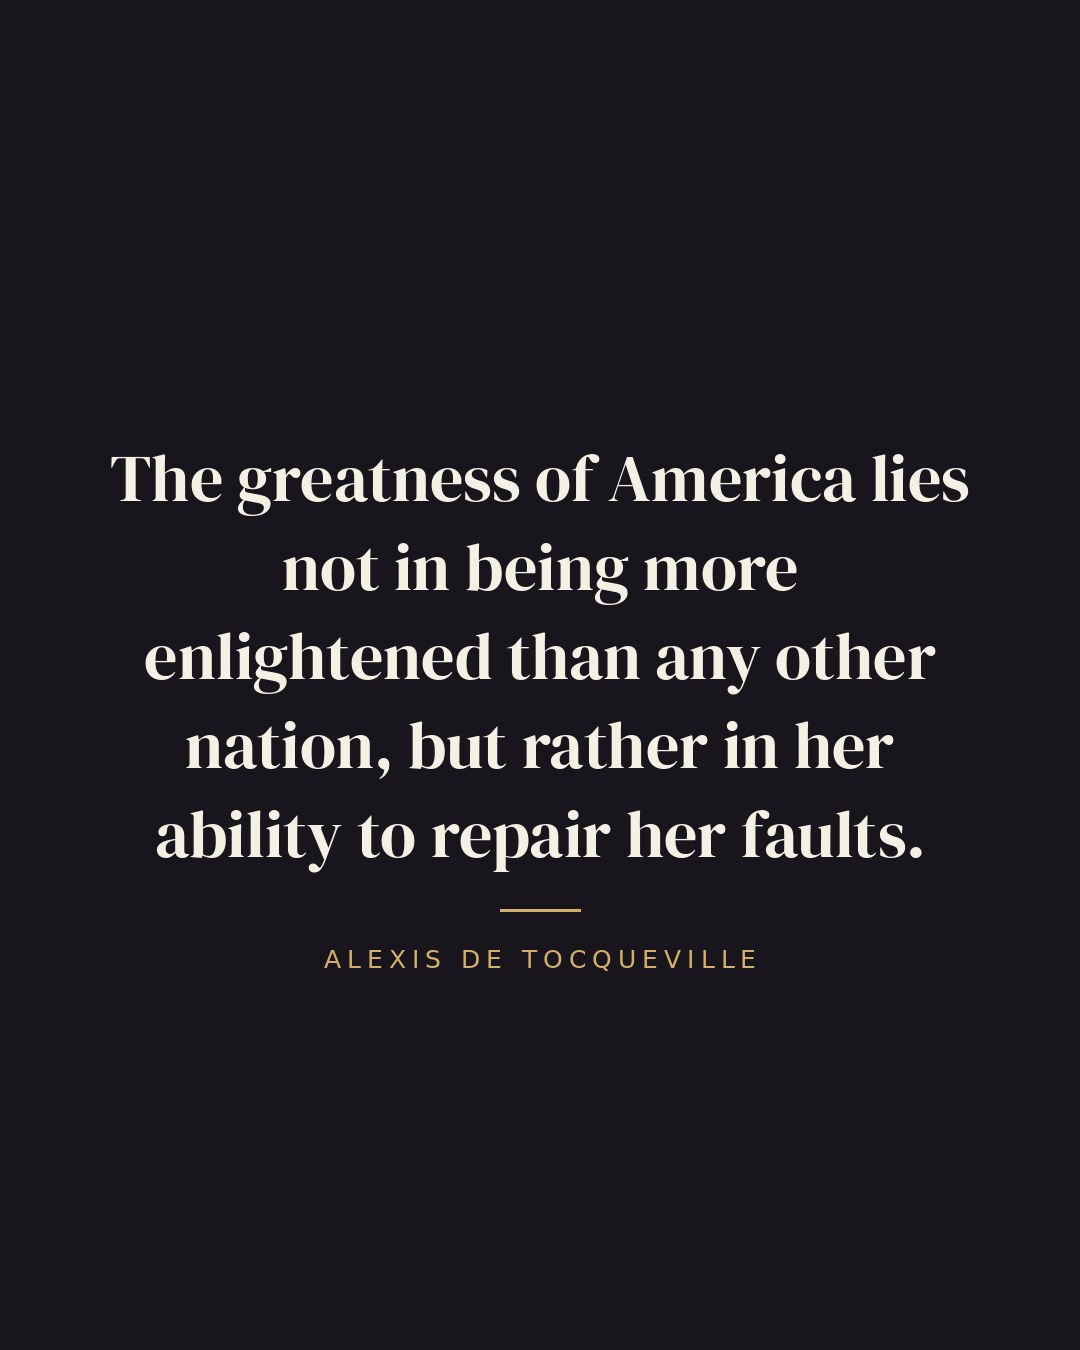 The greatness of America lies
not in being more
enlightened than any other
nation, but rather in her
ability to repair her faults.
ALEXIS DE TOCQUEVILLE